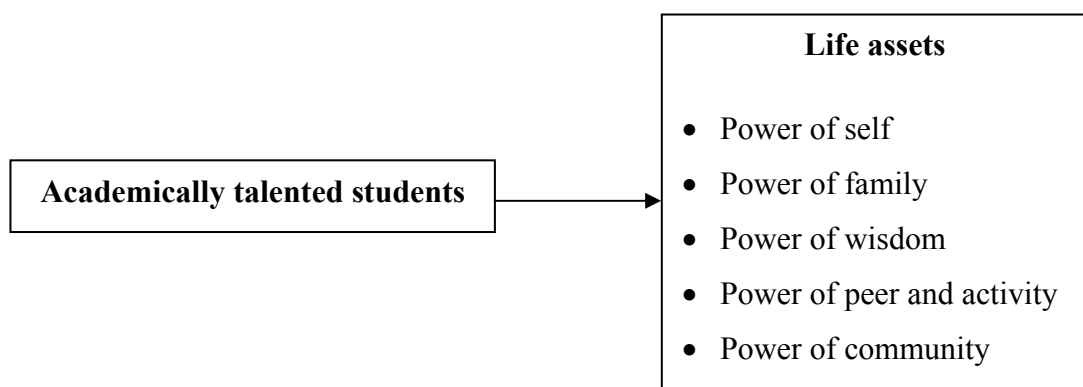 Life assets
• Power of self
Academically talented students
• Power of family
• Power of wisdom
• Power of peer and activity
• Power of community